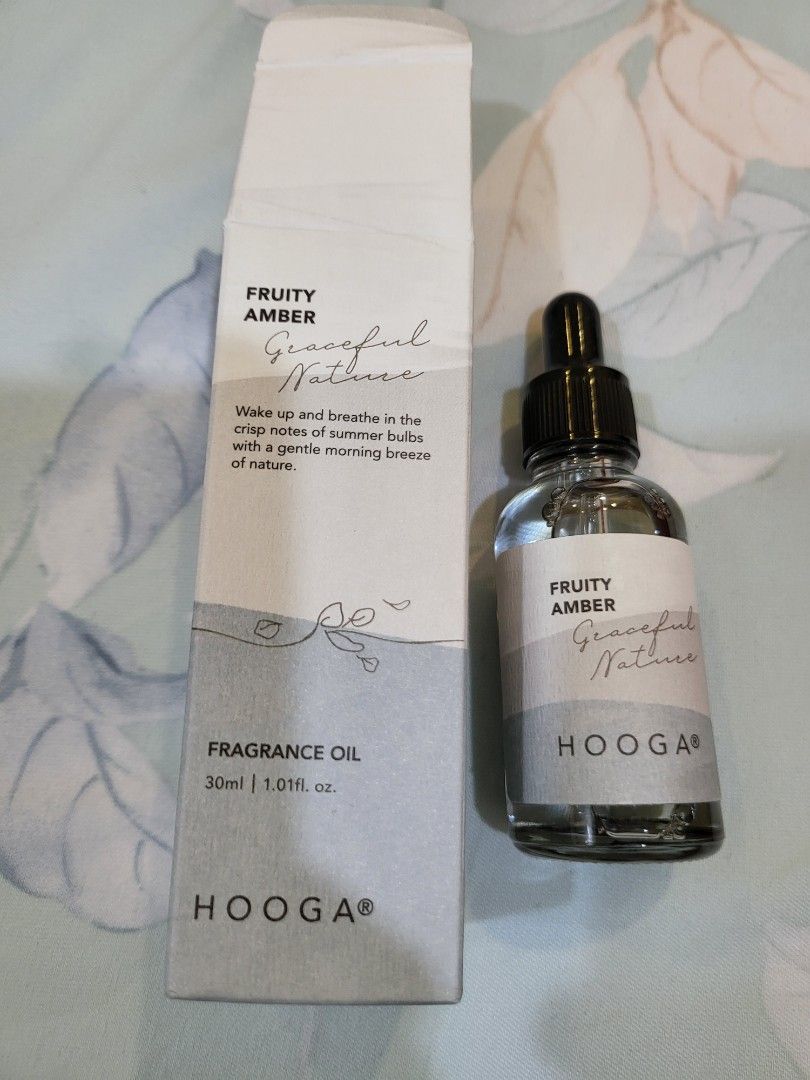 FRUITY
AMBER
Graceful
Nature
Wake up and breathe in the
crisp notes of summer bulbs
with a gentle morning breeze
of nature.
FRAGRANCE OIL
30ml | 1.01fl. oz.
HOOGA®
FRUITY
AMBER
Graceful
Nature
HOOGA®